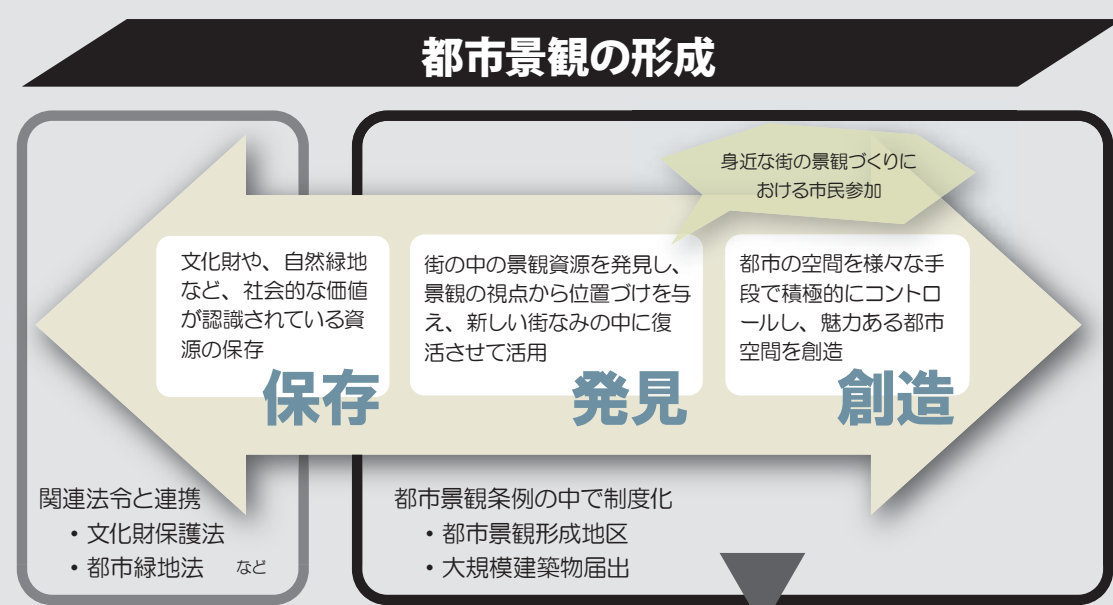 都市景観の形成
身近な街の景観づくりに
おける市民参加
文化財や、自然緑地
など、社会的な価値
が認識されている資
源の保存
保存
街の中の景観資源を発見し、
景観の視点から位置づけを与
え、新しい街なみの中に復
活させて活用
発見
都市の空間を様々な手
段で積極的にコントロ
ールし、魅力ある都市
空間を創造
創造
関連法令と連携
・文化財保護法
・都市緑地法 など
都市景観条例の中で制度化
・都市景観形成地区
・大規模建築物届出